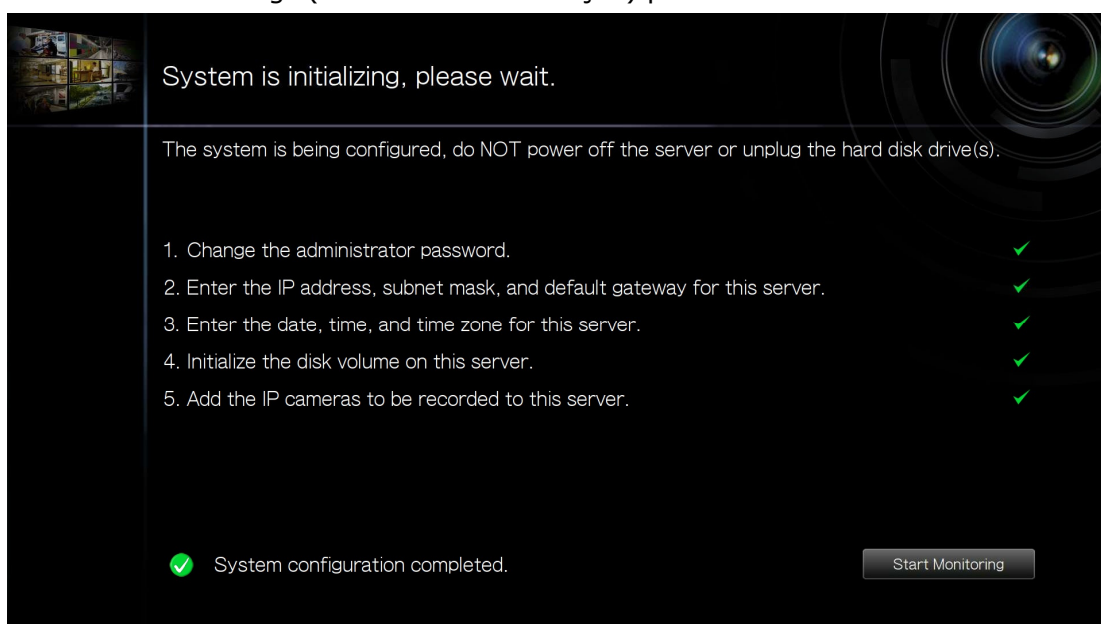 System is initializing, please wait.
The system is being configured, do NOT power off the server or unplug the hard disk drive(s).
1. Change the administrator password.
2. Enter the IP address, subnet mask, and default gateway for this server.
3. Enter the date, time, and time zone for this server.
4. Initialize the disk volume on this server.
5. Add the IP cameras to be recorded to this server.
System configuration completed.
Start Monitoring